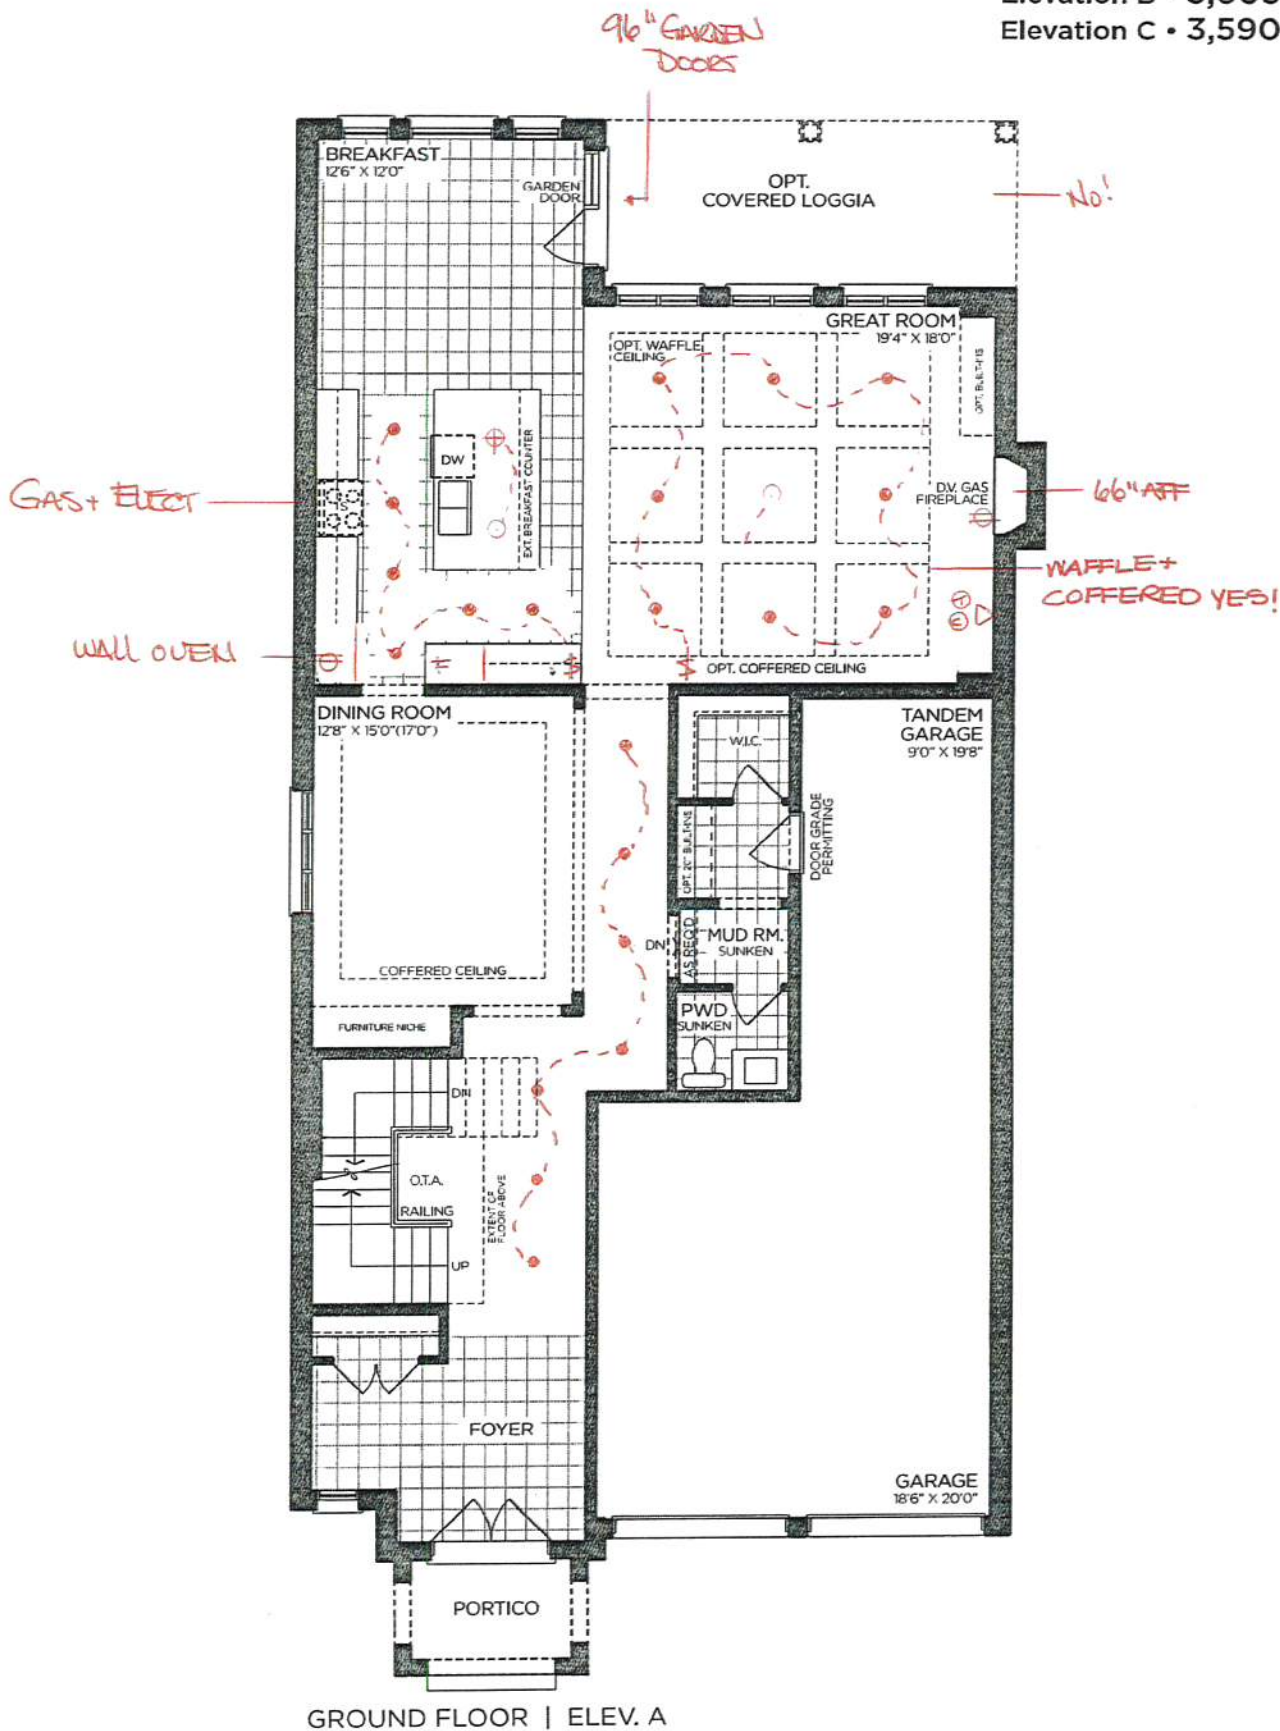 Elevation C • 3,590
96" GARDEN
DOORS
BREAKFAST
12'6" X 12'0"
GARDEN
DOOR
OPT.
COVERED LOGGIA
NO!
GREAT ROOM
19'4" X 18'0"
OPT. WAFFLE
CEILING
OPT. BUILT-INS
DW
EXT. BREAKFAST COUNTER
GAS + ELECT
D.V. GAS
FIREPLACE
66" AFF
WAFFLE +
COFFERED YES!
WALL OVEN
OPT. COFFERED CEILING
DINING ROOM
12'8" X 15'0"(17'0")
W.I.C.
TANDEM
GARAGE
9'0" X 19'8"
OPT. 20" BUILT-INS
DOOR GRADE
PERMITTING
DN
AS REQ'D
MUD RM.
SUNKEN
COFFERED CEILING
PWD
SUNKEN
FURNITURE NICHE
DN
O.T.A.
RAILING
EXTENT OF
FLOOR ABOVE
UP
FOYER
GARAGE
18'6" X 20'0"
PORTICO
GROUND FLOOR | ELEV. A